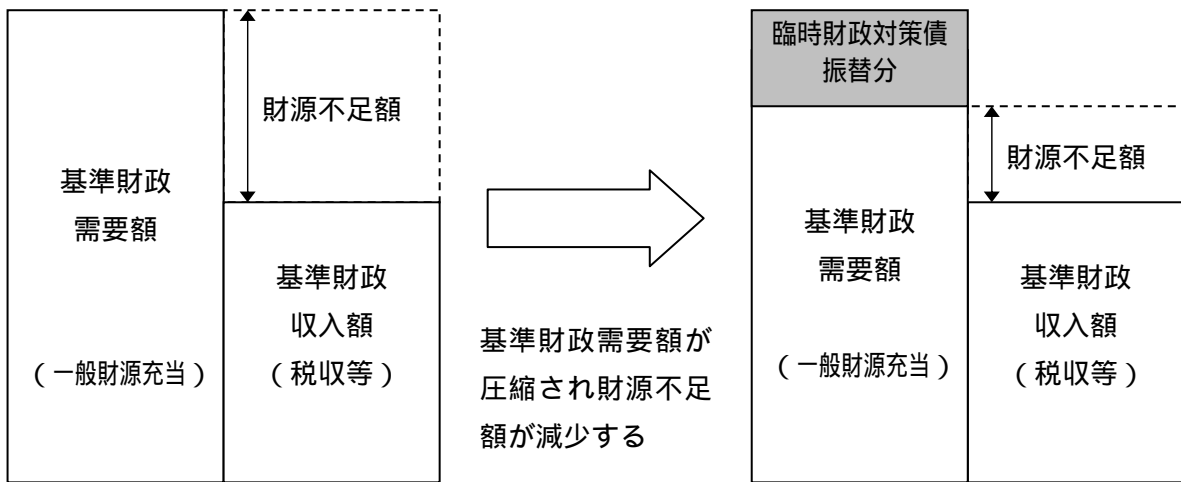 財源不足額
基準財政
需要額
(一般財源充当)
基準財政
収入額
(税収等)
基準財政需要額が
圧縮され財源不足
額が減少する
臨時財政対策債
振替分
財源不足額
基準財政
需要額
(一般財源充当)
基準財政
収入額
(税収等)